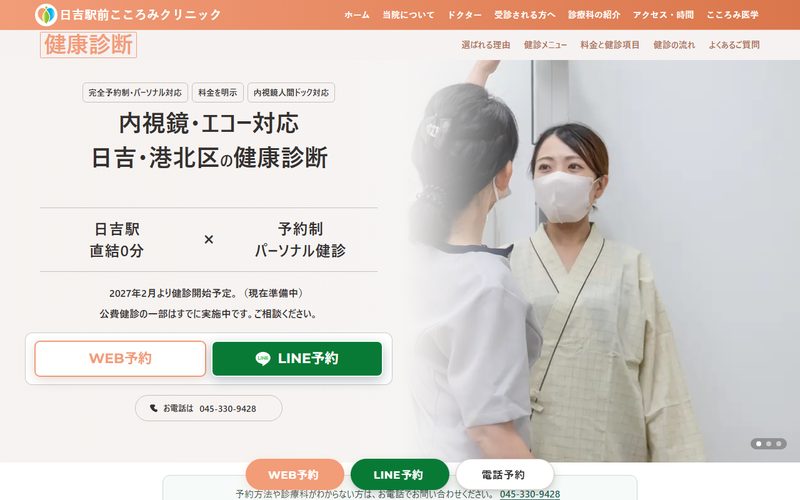 日吉駅前こころみクリニック
ホーム 当院について ドクター 受診される方へ 診療科の紹介 アクセス・時間 こころみ医学
健康診断
選ばれる理由 健診メニュー 料金と健診項目 健診の流れ よくあるご質問
完全予約制・パーソナル対応 料金を明示 内視鏡人間ドック対応
内視鏡・エコー対応
日吉・港北区の健康診断
日吉駅
直結0分
×
予約制
パーソナル健診
2027年2月より健診開始予定。（現在準備中）
公費健診の一部はすでに実施中です。ご相談ください。
WEB予約
LINE LINE予約
お電話は 045-330-9428
WEB予約 LINE予約 電話予約
予約方法や診療科がわからない方は、お電話でお問い合わせください。 045-330-9428